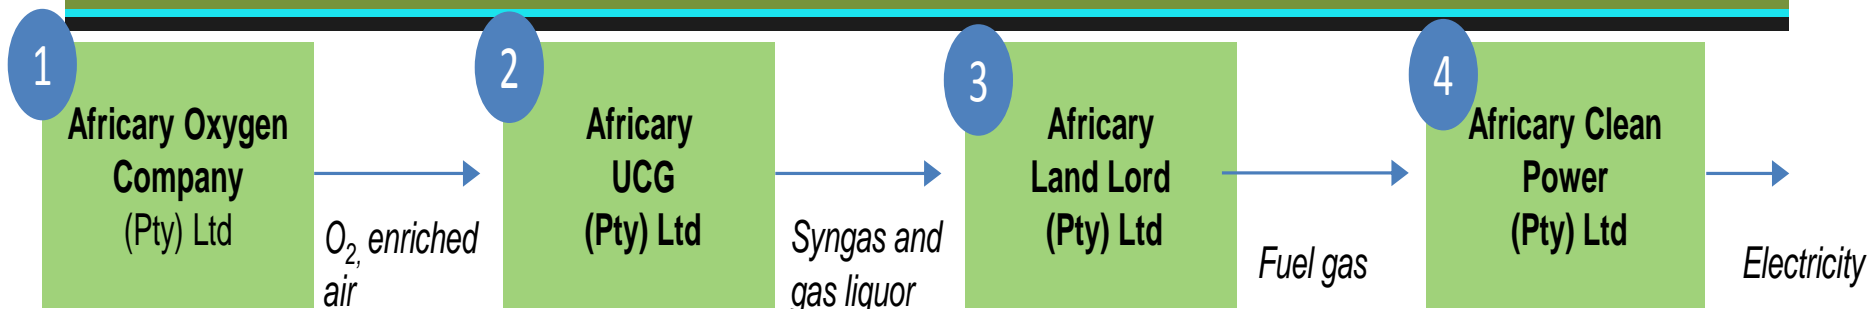 1
Africary Oxygen
Company
(Pty) Ltd
O2, enriched
air
2
Africary
UCG
(Pty) Ltd
Syngas and
gas liquor
3
Africary
Land Lord
(Pty) Ltd
Fuel gas
4
Africary Clean
Power
(Pty) Ltd
Electricity